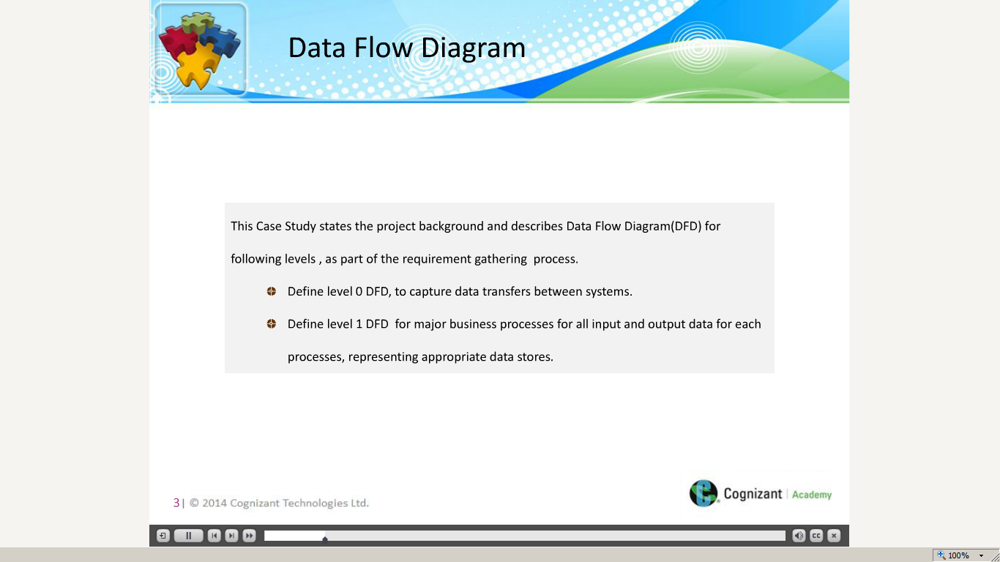 Data Flow Diagram
This Case Study states the project background and describes Data Flow Diagram(DFD) for
following levels , as part of the requirement gathering  process.
Define level 0 DFD, to capture data transfers between systems.
Define level 1 DFD  for major business processes for all input and output data for each
processes, representing appropriate data stores.
3| © 2014 Cognizant Technologies Ltd.
Cognizant | Academy
CC
100%